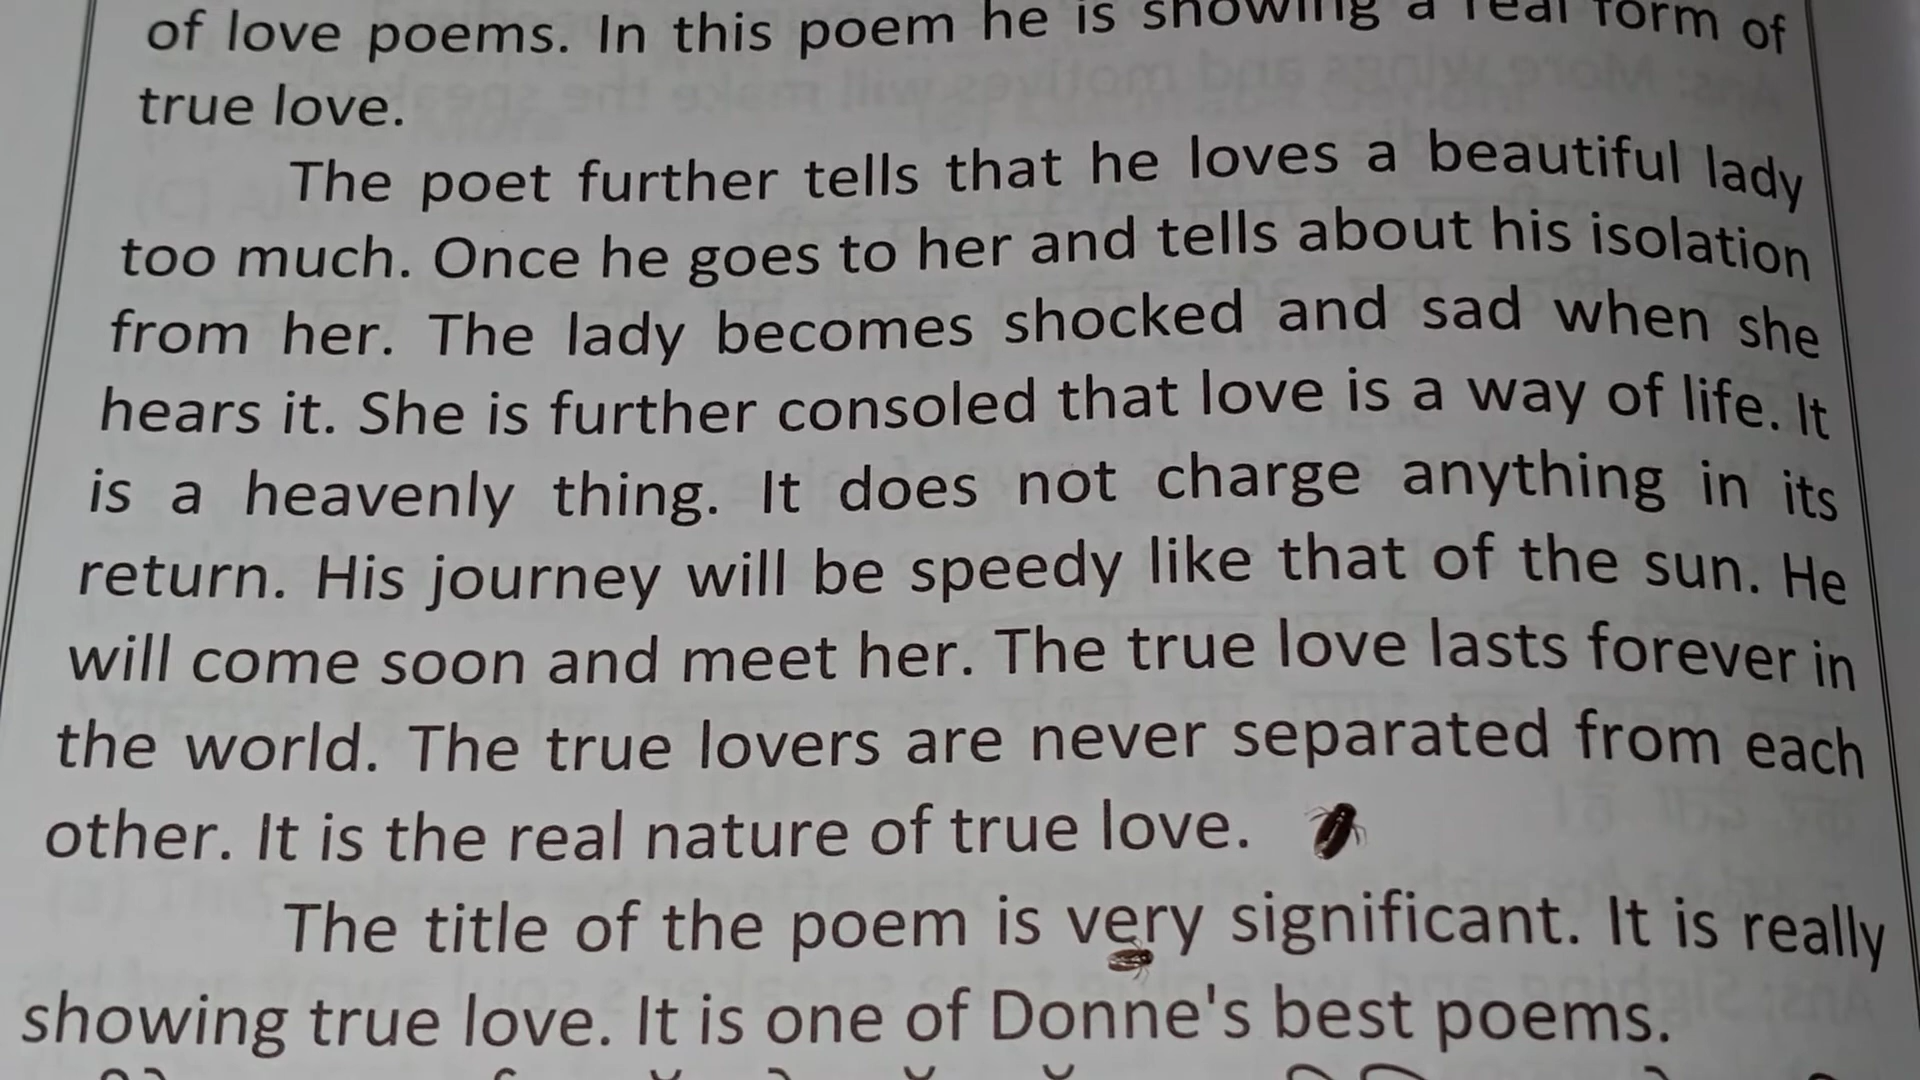 of love poems. In this poem he is showing a real form of
true love.
The poet further tells that he loves a beautiful lady
too much. Once he goes to her and tells about his isolation
from her. The lady becomes shocked and sad when she
hears it. She is further consoled that love is a way of life. It
is a heavenly thing. It does not charge anything in its
return. His journey will be speedy like that of the sun. He
will come soon and meet her. The true love lasts forever in
the world. The true lovers are never separated from each
other. It is the real nature of true love.
The title of the poem is very significant. It is really
showing true love. It is one of Donne's best poems.